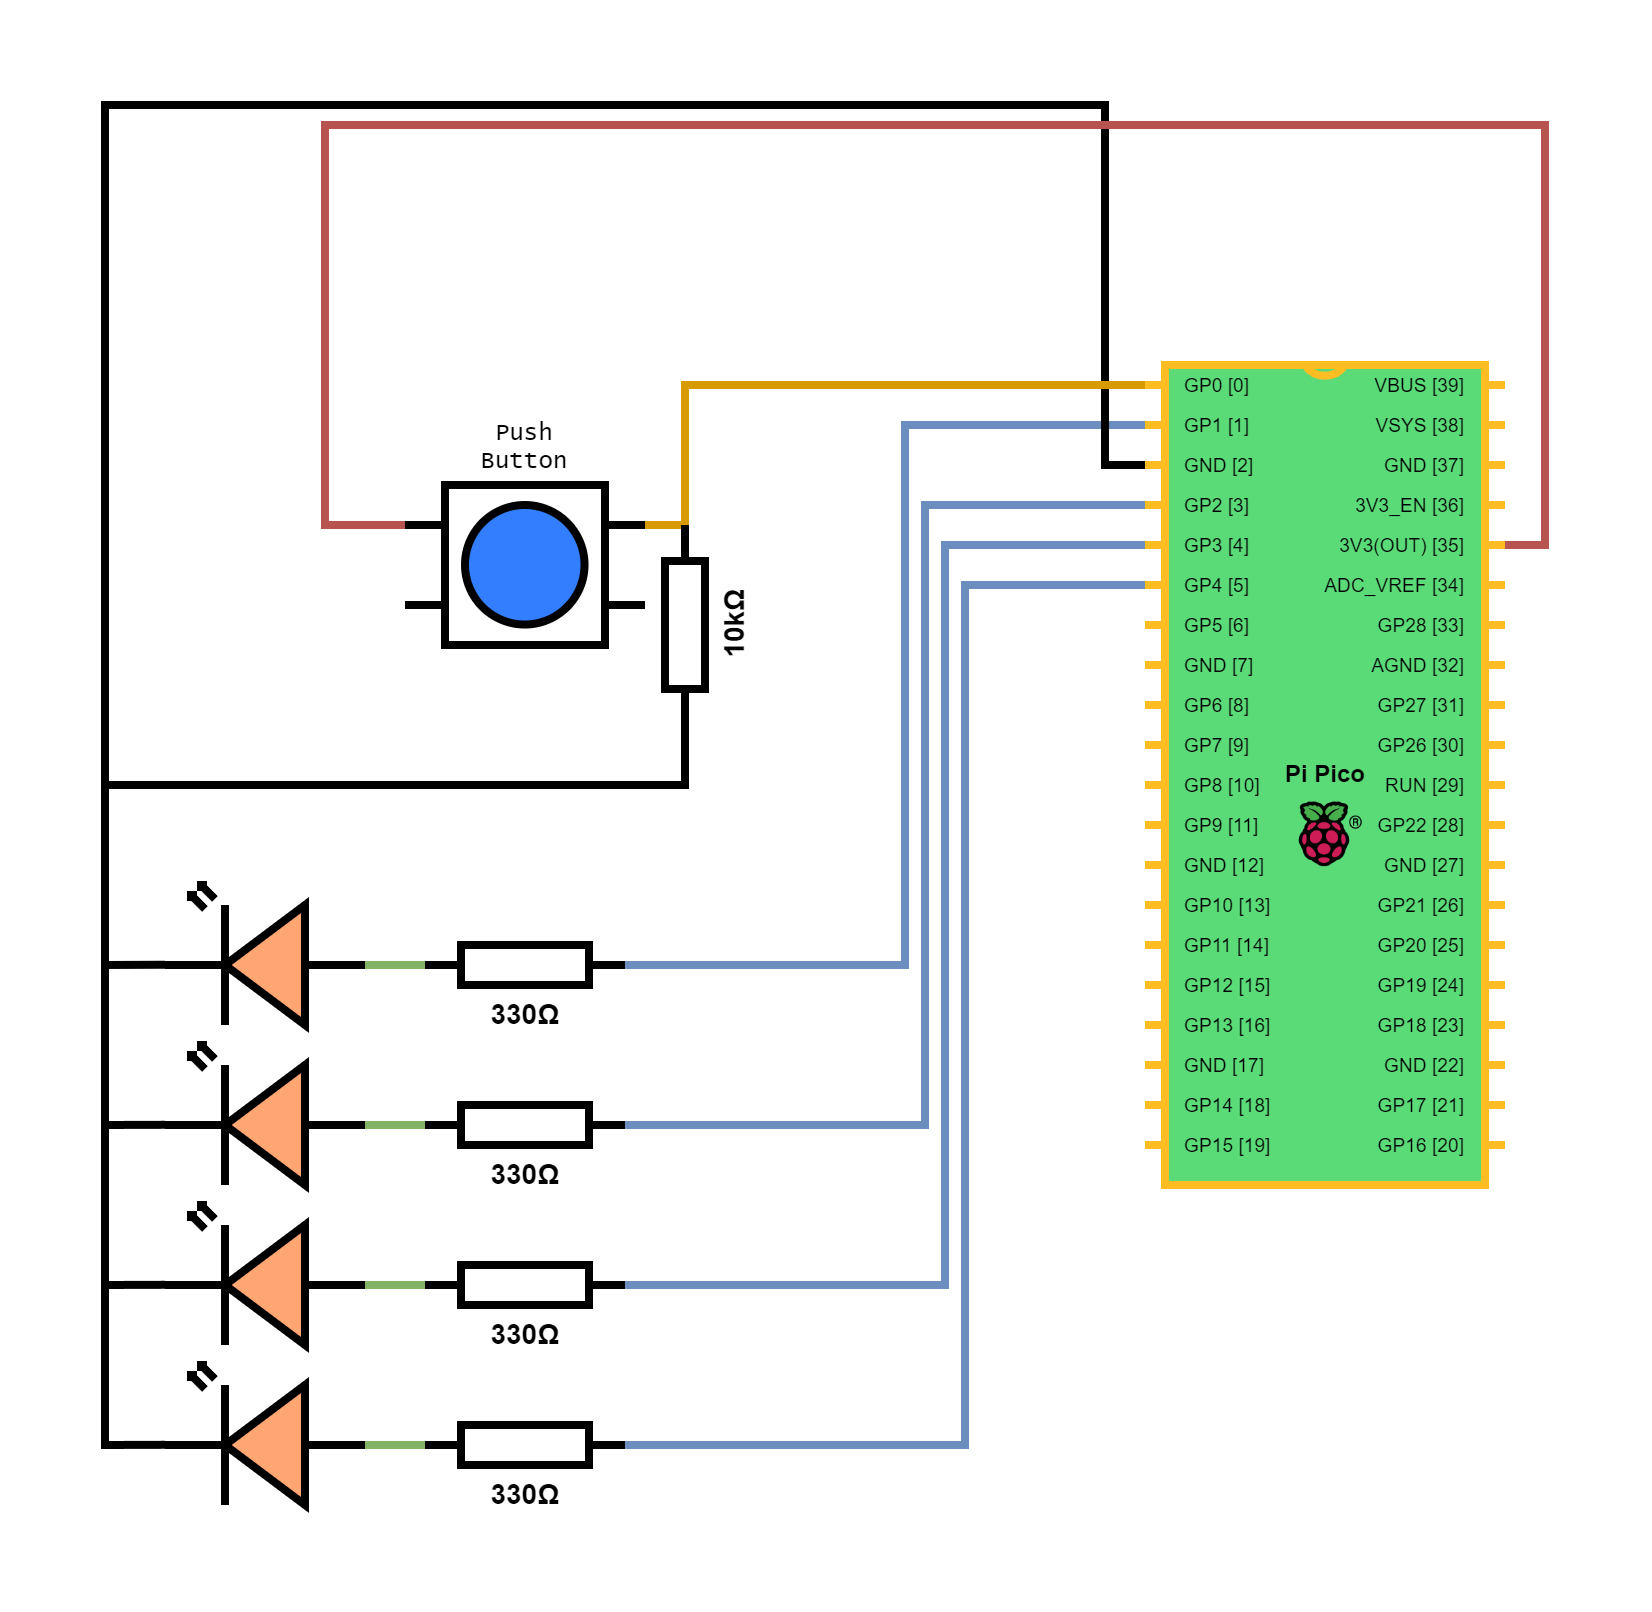 Push
Button
10kΩ
330Ω
330Ω
330Ω
330Ω
GP0 [0] VBUS [39]
GP1 [1] VSYS [38]
GND [2] GND [37]
GP2 [3] 3V3_EN [36]
GP3 [4] 3V3(OUT) [35]
GP4 [5] ADC_VREF [34]
GP5 [6] GP28 [33]
GND [7] AGND [32]
GP6 [8] GP27 [31]
GP7 [9] GP26 [30]
Pi Pico
GP8 [10] RUN [29]
®
GP9 [11] GP22 [28]
GND [12] GND [27]
GP10 [13] GP21 [26]
GP11 [14] GP20 [25]
GP12 [15] GP19 [24]
GP13 [16] GP18 [23]
GND [17] GND [22]
GP14 [18] GP17 [21]
GP15 [19] GP16 [20]